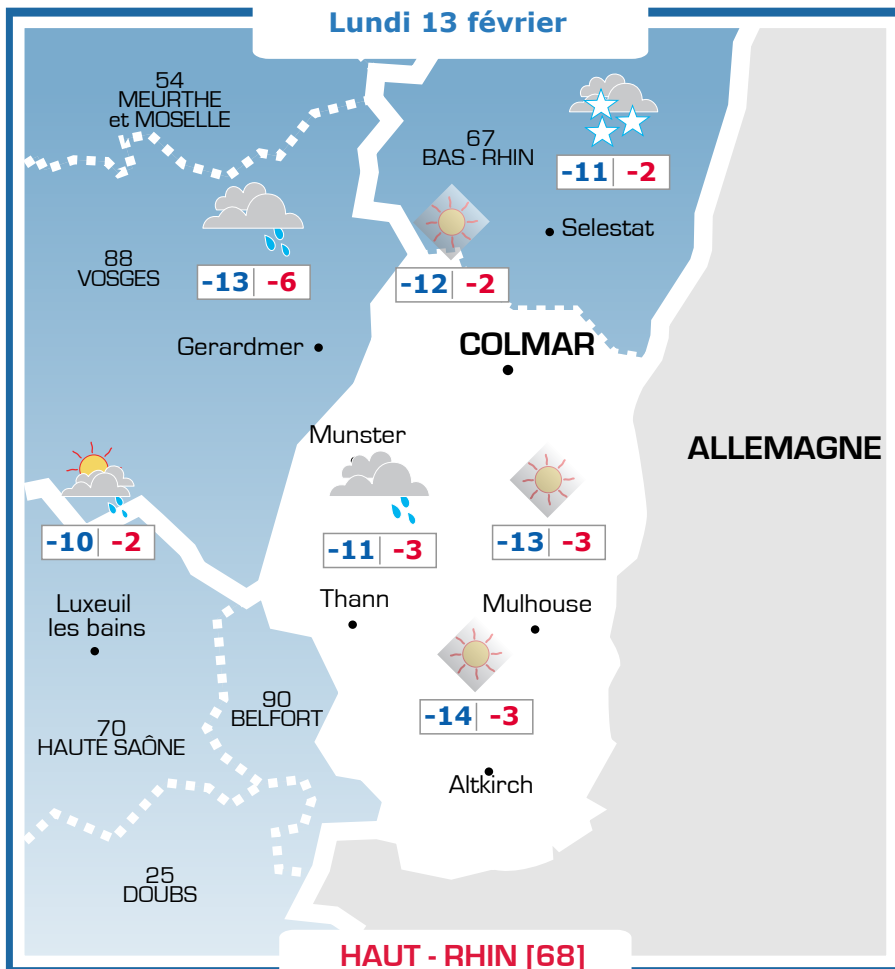 Lundi 13 février
54
MEURTHE
et MOSELLE
67
BAS - RHIN
-11 -2
Selestat
88
VOSGES
-13 -6
-12 -2
Gerardmer
COLMAR
Munster
ALLEMAGNE
-10 -2
-11 -3
-13 -3
Luxeuil
les bains
Thann
Mulhouse
90
BELFORT
-14 -3
70
HAUTE SAÔNE
Altkirch
25
DOUBS
HAUT - RHIN [68]